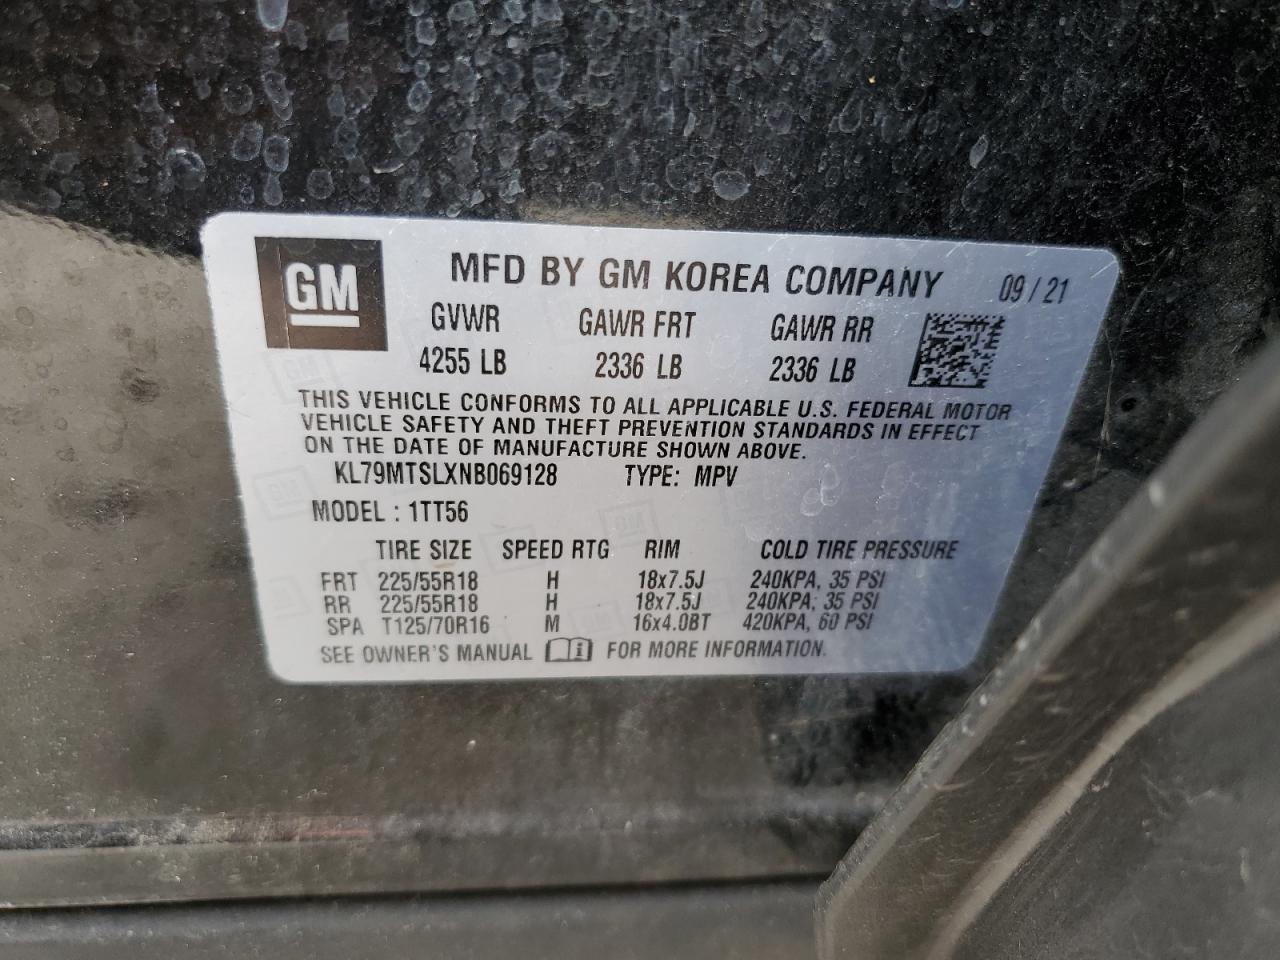 GM
MFD BY GM KOREA COMPANY 09/21
GVWR GAWR FRT GAWR RR
4255 LB 2336 LB 2336 LB
THIS VEHICLE CONFORMS TO ALL APPLICABLE U.S. FEDERAL MOTOR
VEHICLE SAFETY AND THEFT PREVENTION STANDARDS IN EFFECT
ON THE DATE OF MANUFACTURE SHOWN ABOVE.
KL79MTSLXNB069128 TYPE: MPV
MODEL : 1TT56
TIRE SIZE SPEED RTG RIM COLD TIRE PRESSURE
FRT 225/55R18 H 18x7.5J 240KPA, 35 PSI
RR 225/55R18 H 18x7.5J 240KPA, 35 PSI
SPA T125/70R16 M 16x4.0BT 420KPA, 60 PSI
SEE OWNER'S MANUAL i FOR MORE INFORMATION.